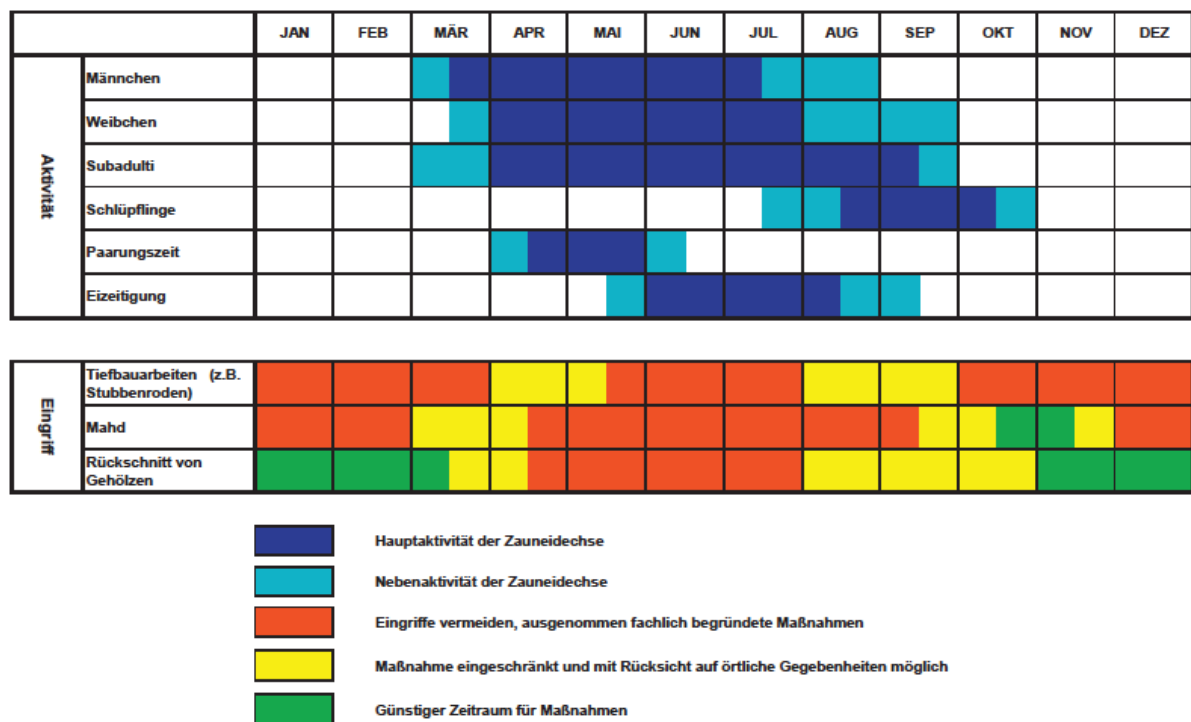 JAN FEB MÄR APR MAI JUN JUL AUG SEP OKT NOV DEZ
Aktivität
Männchen
Weibchen
Subadulti
Schlüpflinge
Paarungszeit
Eizeitigung
Eingriff
Tiefbauarbeiten (z.B.
Stubbenroden)
Mahd
Rückschnitt von
Gehölzen
Hauptaktivität der Zauneidechse
Nebenaktivität der Zauneidechse
Eingriffe vermeiden, ausgenommen fachlich begründete Maßnahmen
Maßnahme eingeschränkt und mit Rücksicht auf örtliche Gegebenheiten möglich
Günstiger Zeitraum für Maßnahmen